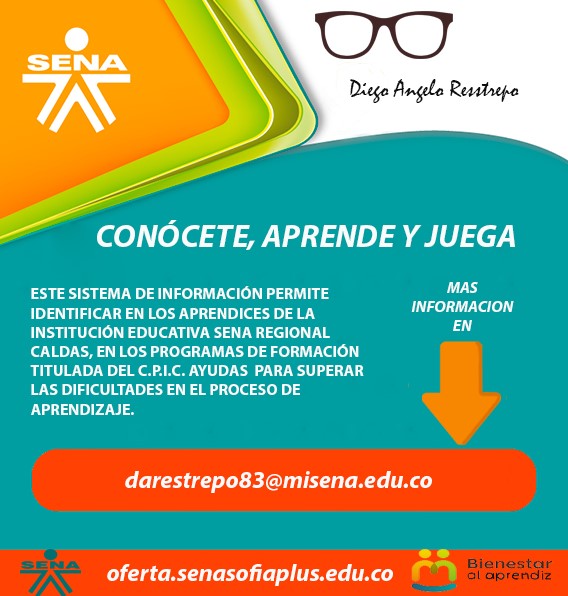 SENA
Diego Angelo Resstrepo
CONÓCETE, APRENDE Y JUEGA
ESTE SISTEMA DE INFORMACIÓN PERMITE
IDENTIFICAR EN LOS APRENDICES DE LA
INSTITUCIÓN EDUCATIVA SENA REGIONAL
CALDAS, EN LOS PROGRAMAS DE FORMACIÓN
TITULADA DEL C.P.I.C. AYUDAS PARA SUPERAR
LAS DIFICULTADES EN EL PROCESO DE
APRENDIZAJE.
MAS
INFORMACION
EN
darestrepo83@misena.edu.co
SENA
oferta.senasofiaplus.edu.co
Bienestar
al aprendiz